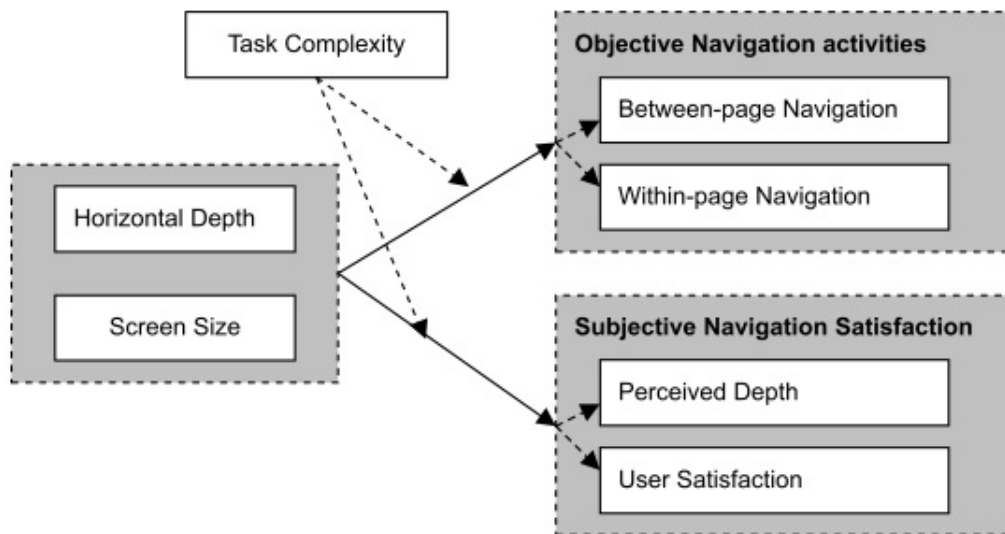 Task Complexity
Objective Navigation activities
Between-page Navigation
Within-page Navigation
Horizontal Depth
Screen Size
Subjective Navigation Satisfaction
Perceived Depth
User Satisfaction